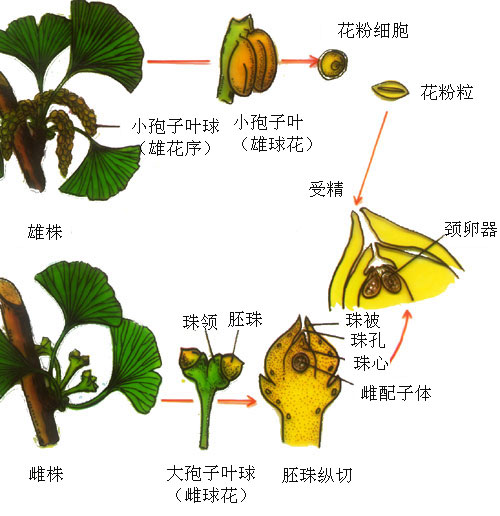 花粉细胞
花粉粒
小孢子叶球
（雄花序）
小孢子叶
（雄球花）
受精
雄株
颈卵器
珠领
胚珠
珠被
珠孔
珠心
雌配子体
雌株
大孢子叶球
（雌球花）
胚珠纵切